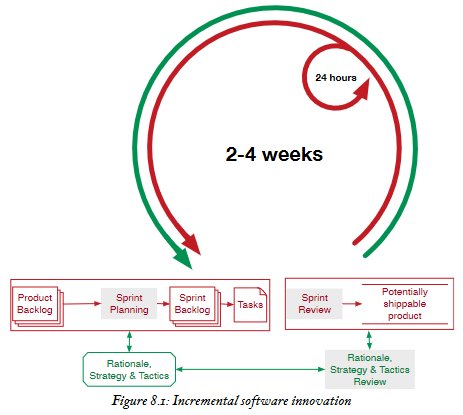 24 hours
2-4 weeks
Product
Backlog
Sprint
Planning
Sprint
Backlog
Tasks
Sprint
Review
Potentially
shippable
product
Rationale,
Strategy & Tactics
Rationale,
Strategy & Tactics
Review
Figure 8.1: Incremental software innovation